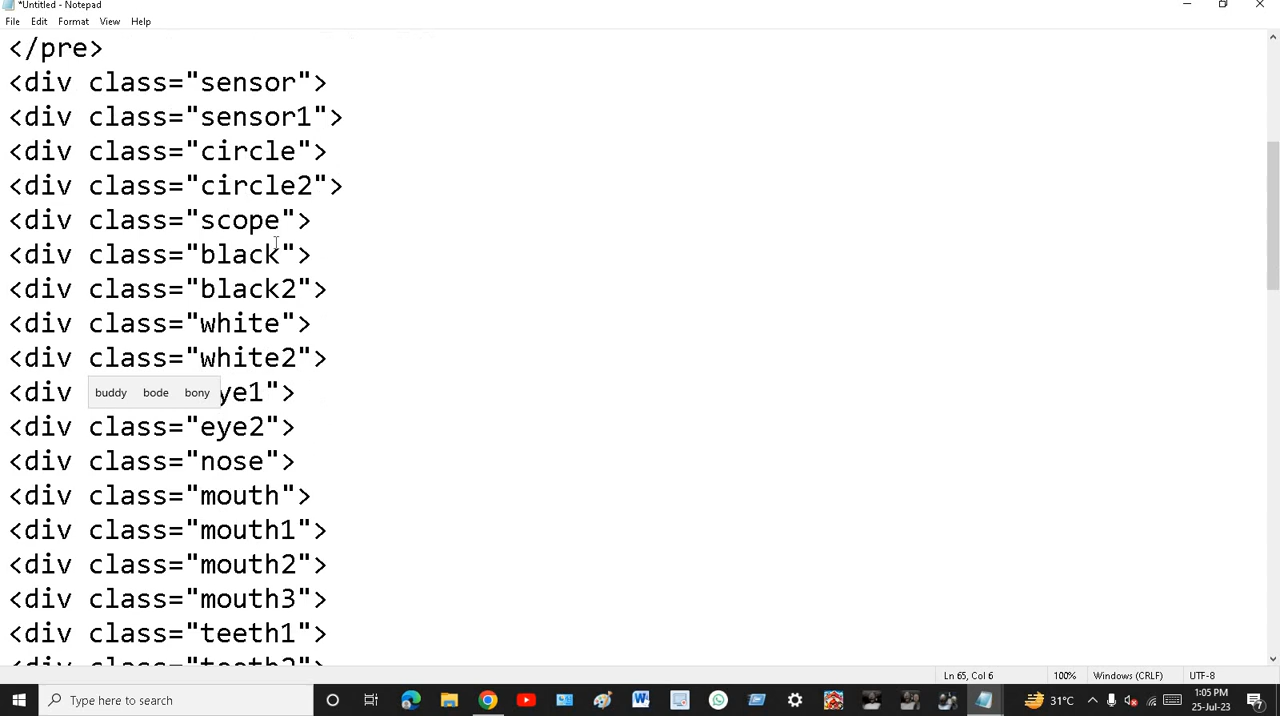 *Untitled - Notepad
File Edit Format View Help
</pre>
<div class="sensor">
<div class="sensor1">
<div class="circle">
<div class="circle2">
<div class="scope">
<div class="black">
<div class="black2">
<div class="white">
<div class="white2">
<div buddy bode bony ye1">
<div class="eye2">
<div class="nose">
<div class="mouth">
<div class="mouth1">
<div class="mouth2">
<div class="mouth3">
<div class="teeth1">
Ln 65, Col 6 100% Windows (CRLF) UTF-8
Type here to search 31°C 1:05 PM
25-Jul-23